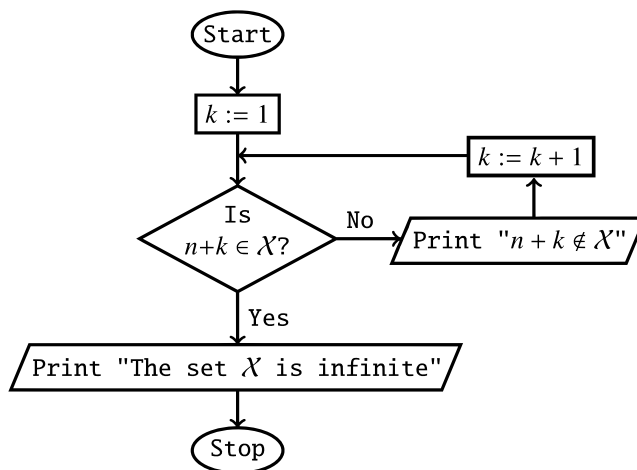 Start
k := 1
k := k + 1
Is
n+k ∈ 𝒳?
No
Print "n + k ∉ 𝒳"
Yes
Print "The set 𝒳 is infinite"
Stop